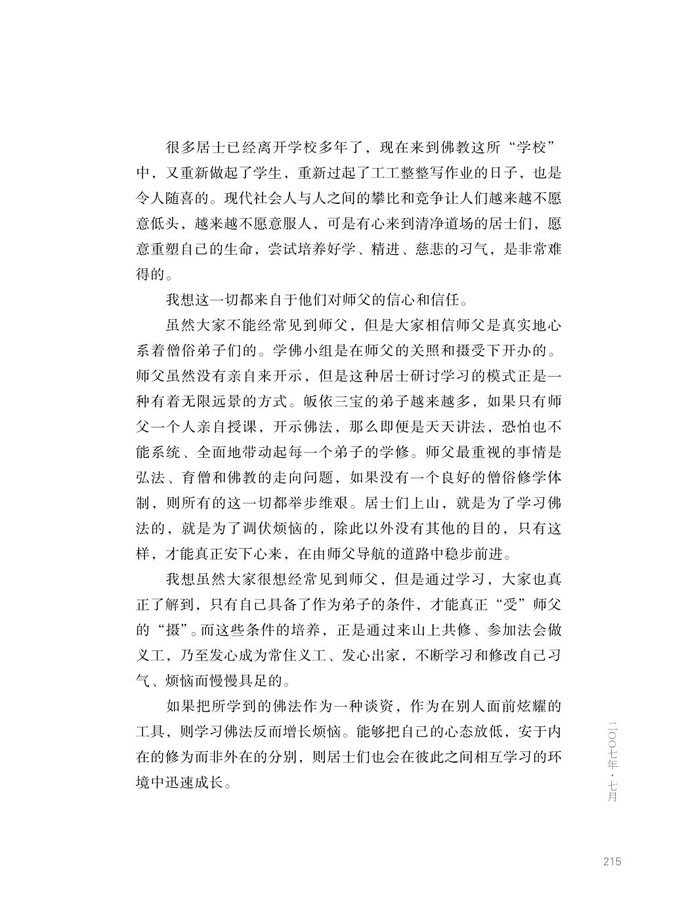 很多居士已经离开学校多年了，现在来到佛教这所“学校”
中，又重新做起了学生，重新过起了工工整整写作业的日子，也是
令人随喜的。现代社会人与人之间的攀比和竞争让人们越来越不愿
意低头，越来越不愿意服人，可是有心来到清净道场的居士们，愿
意重塑自己的生命，尝试培养好学、精进、慈悲的习气，是非常难
得的。
我想这一切都来自于他们对师父的信心和信任。
虽然大家不能经常见到师父，但是大家相信师父是真实地心
系着僧俗弟子们的。学佛小组是在师父的关照和摄受下开办的。
师父虽然没有亲自来开示，但是这种居士研讨学习的模式正是一
种有着无限远景的方式。皈依三宝的弟子越来越多，如果只有师
父一个人亲自授课，开示佛法，那么即便是天天讲法，恐怕也不
能系统、全面地带动起每一个弟子的学修。师父最重视的事情是
弘法、育僧和佛教的走向问题，如果没有一个良好的僧俗修学体
制，则所有的这一切都举步维艰。居士们上山，就是为了学习佛
法的，就是为了调伏烦恼的，除此以外没有其他的目的，只有这
样，才能真正安下心来，在由师父导航的道路中稳步前进。
我想虽然大家很想经常见到师父，但是通过学习，大家也真
正了解到，只有自己具备了作为弟子的条件，才能真正“受”师父
的“摄”。而这些条件的培养，正是通过来山上共修、参加法会做
义工，乃至发心成为常住义工、发心出家，不断学习和修改自己习
气、烦恼而慢慢具足的。
如果把所学到的佛法作为一种谈资，作为在别人面前炫耀的
工具，则学习佛法反而增长烦恼。能够把自己的心态放低，安于内
在的修为而非外在的分别，则居士们也会在彼此之间相互学习的环
境中迅速成长。
二〇〇七年·七月
215